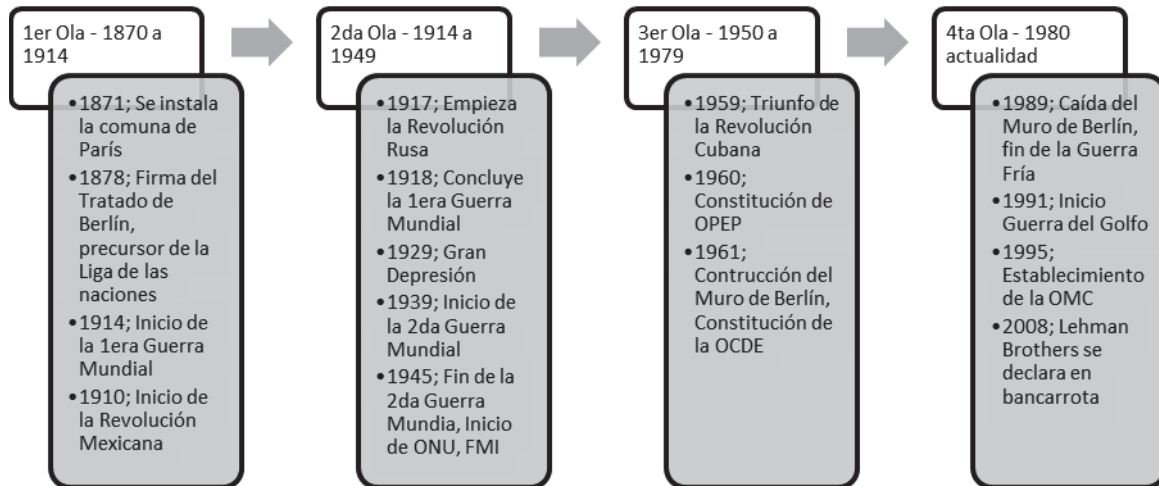 1er Ola - 1870 a
1914
•1871; Se instala
la comuna de
París
•1878; Firma del
Tratado de
Berlín,
precursor de la
Liga de las
naciones
•1914; Inicio de
la 1era Guerra
Mundial
•1910; Inicio de
la Revolución
Mexicana
2da Ola - 1914 a
1949
•1917; Empieza
la Revolución
Rusa
•1918; Concluye
la 1era Guerra
Mundial
•1929; Gran
Depresión
•1939; Inicio de
la 2da Guerra
Mundial
•1945; Fin de la
2da Guerra
Mundia, Inicio
de ONU, FMI
3er Ola - 1950 a
1979
•1959; Triunfo de
la Revolución
Cubana
•1960;
Constitución de
OPEP
•1961;
Contrucción del
Muro de Berlín,
Constitución de
la OCDE
4ta Ola - 1980
actualidad
•1989; Caída del
Muro de Berlín,
fin de la Guerra
Fría
•1991; Inicio
Guerra del Golfo
•1995;
Establecimiento
de la OMC
•2008; Lehman
Brothers se
declara en
bancarrota